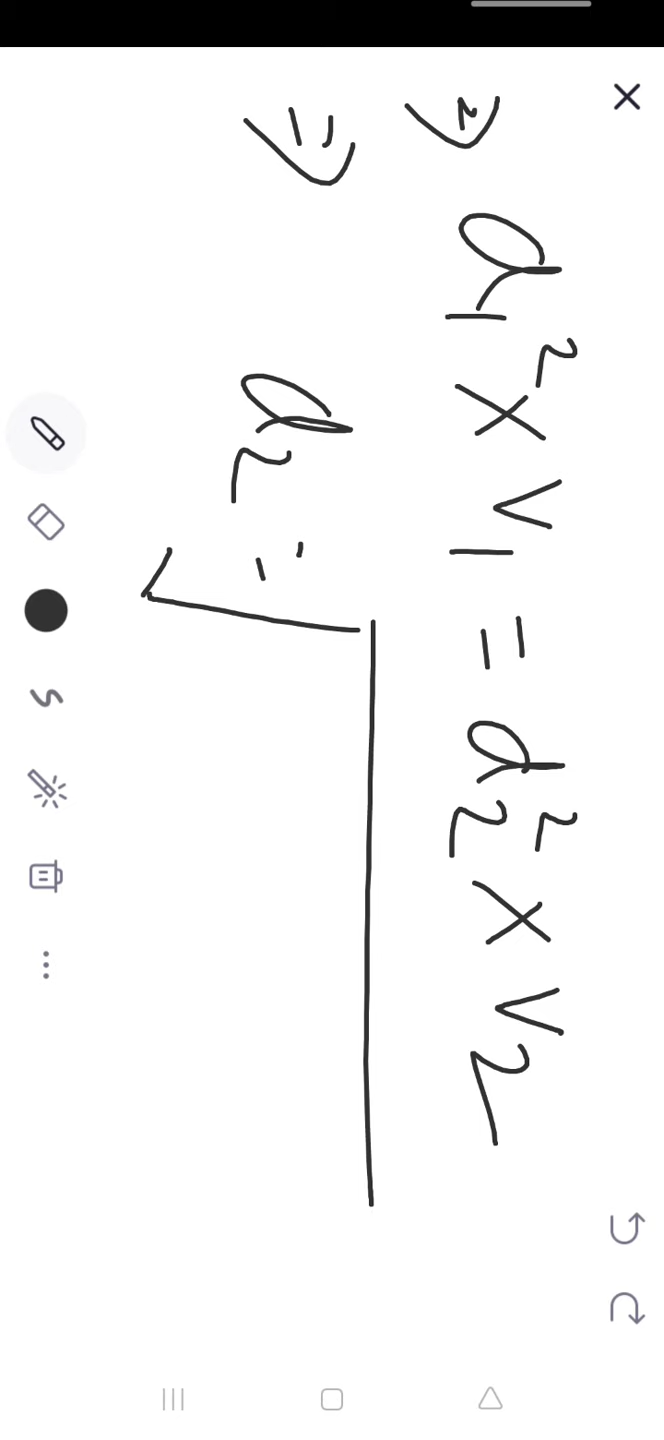 ⇒ d₁² × V₁ = d₂² × V₂
⇒ d₂ = √